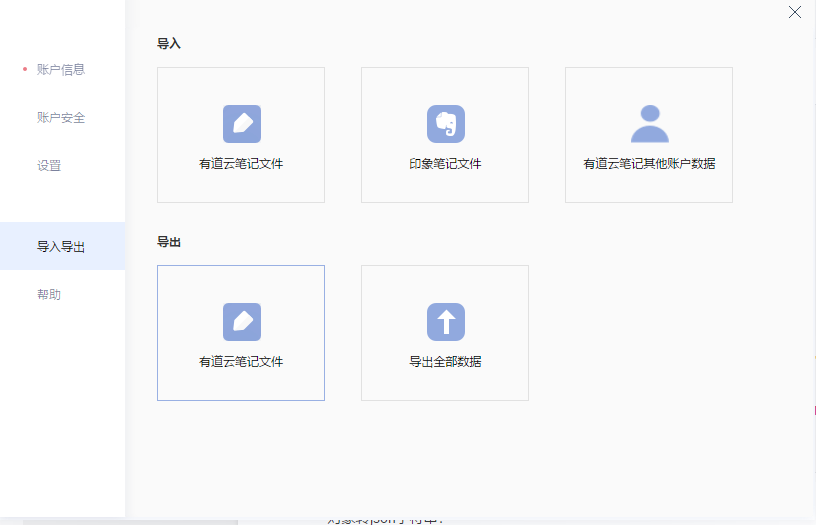 账户信息
账户安全
设置
导入导出
帮助
导入
有道云笔记文件
印象笔记文件
有道云笔记其他账户数据
导出
有道云笔记文件
导出全部数据